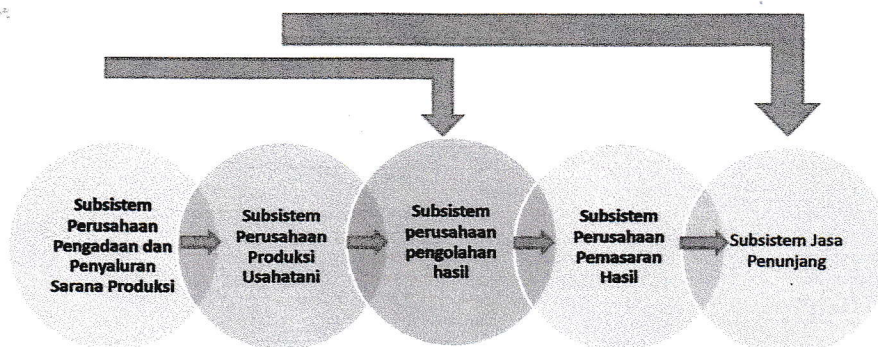 Subsistem
Perusahaan
Pengadaan dan
Penyaluran
Sarana Produksi
Subsistem
Perusahaan
Produksi
Usahatani
Subsistem
perusahaan
pengolahan
hasil
Subsistem
Perusahaan
Pemasaran
Hasil
Subsistem Jasa
Penunjang